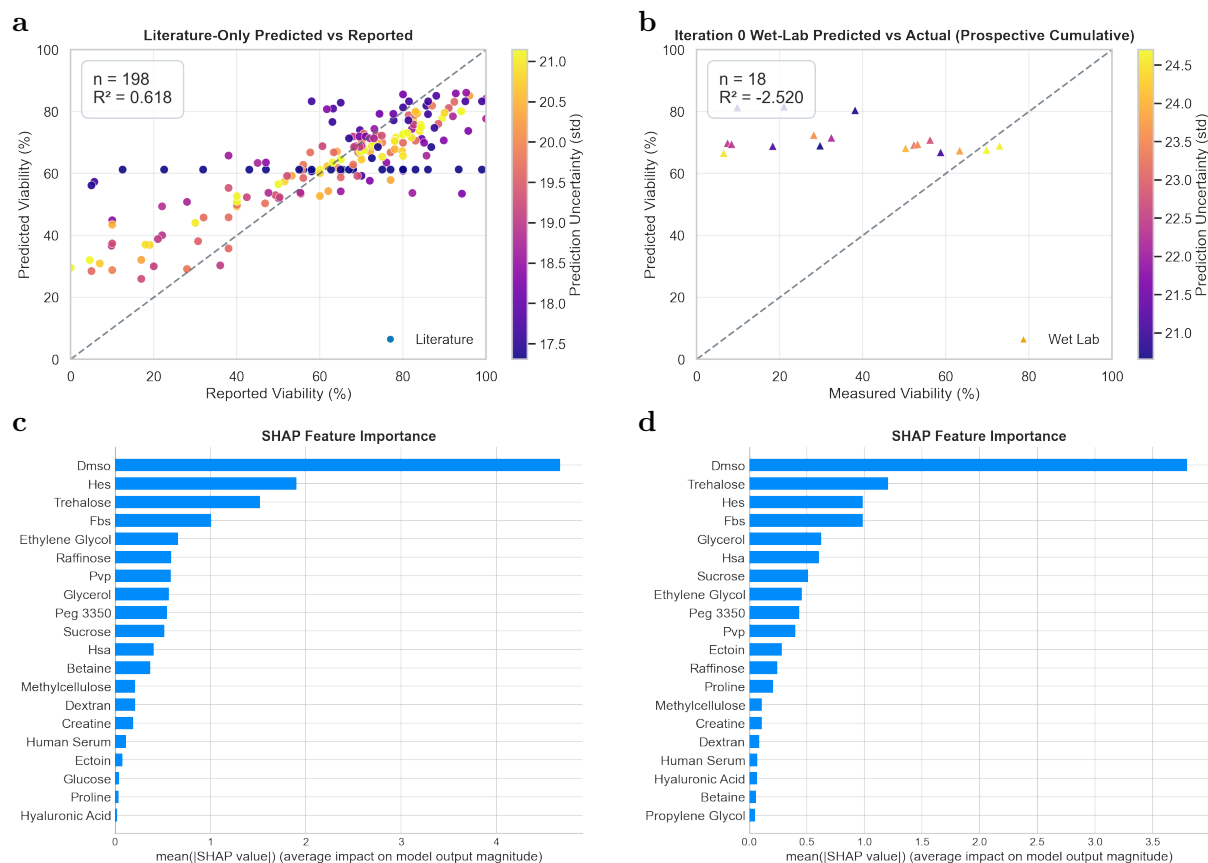 a
Literature-Only Predicted vs Reported
n = 198
R² = 0.618
100
80
60
40
20
0
Predicted Viability (%)
0 20 40 60 80 100
Reported Viability (%)
Literature
21.0
20.5
20.0
19.5
19.0
18.5
18.0
17.5
Prediction Uncertainty (std)
b
Iteration 0 Wet-Lab Predicted vs Actual (Prospective Cumulative)
n = 18
R² = -2.520
100
80
60
40
20
0
Predicted Viability (%)
0 20 40 60 80 100
Measured Viability (%)
Wet Lab
24.5
24.0
23.5
23.0
22.5
22.0
21.5
21.0
Prediction Uncertainty (std)
c
SHAP Feature Importance
Dmso
Hes
Trehalose
Fbs
Ethylene Glycol
Raffinose
Pvp
Glycerol
Peg 3350
Sucrose
Hsa
Betaine
Methylcellulose
Dextran
Creatine
Human Serum
Ectoin
Glucose
Proline
Hyaluronic Acid
0 1 2 3 4
mean(|SHAP value|) (average impact on model output magnitude)
d
SHAP Feature Importance
Dmso
Trehalose
Hes
Fbs
Glycerol
Hsa
Sucrose
Ethylene Glycol
Peg 3350
Pvp
Ectoin
Raffinose
Proline
Methylcellulose
Creatine
Dextran
Human Serum
Hyaluronic Acid
Betaine
Propylene Glycol
0.0 0.5 1.0 1.5 2.0 2.5 3.0 3.5
mean(|SHAP value|) (average impact on model output magnitude)